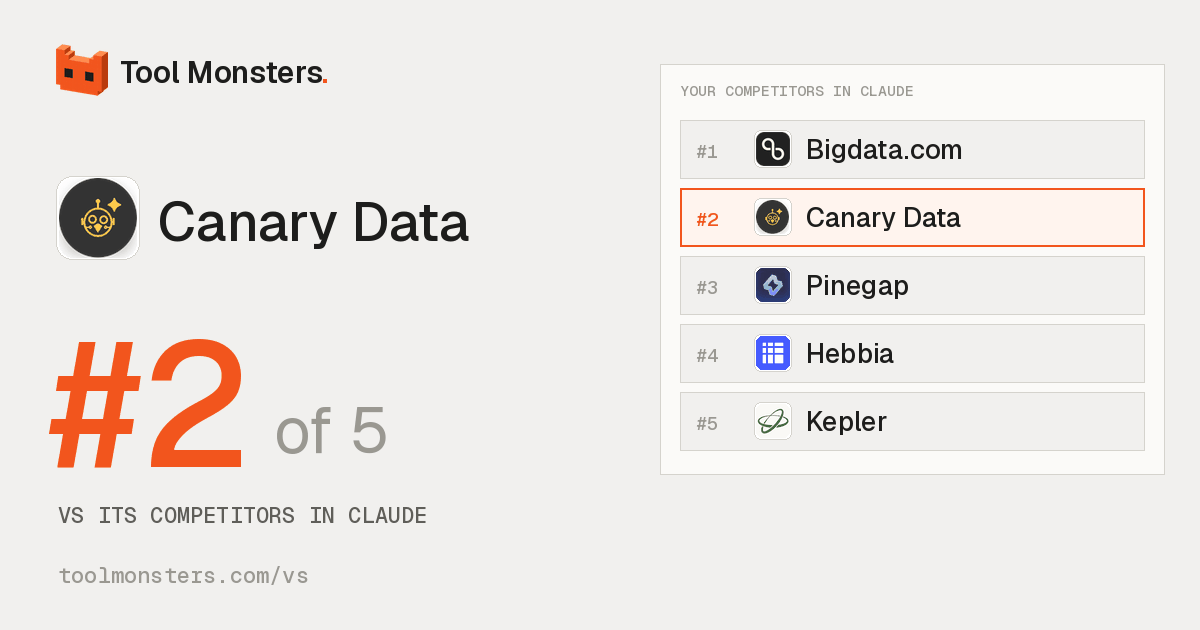 Tool Monsters.
Canary Data
#2 of 5
VS ITS COMPETITORS IN CLAUDE
toolmonsters.com/vs
YOUR COMPETITORS IN CLAUDE
#1 Bigdata.com
#2 Canary Data
#3 Pinegap
#4 Hebbia
#5 Kepler